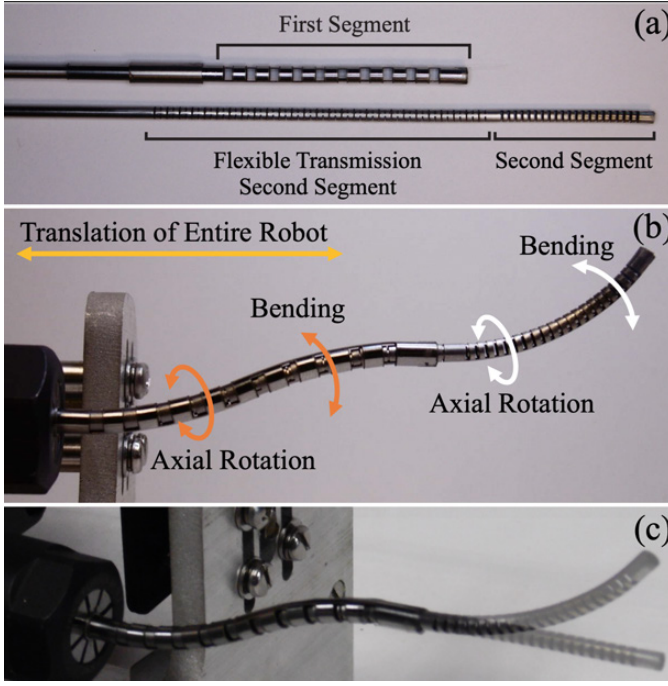 (a)
First Segment
Flexible Transmission
Second Segment
Second Segment
(b)
Translation of Entire Robot
Bending
Bending
Axial Rotation
Axial Rotation
(c)